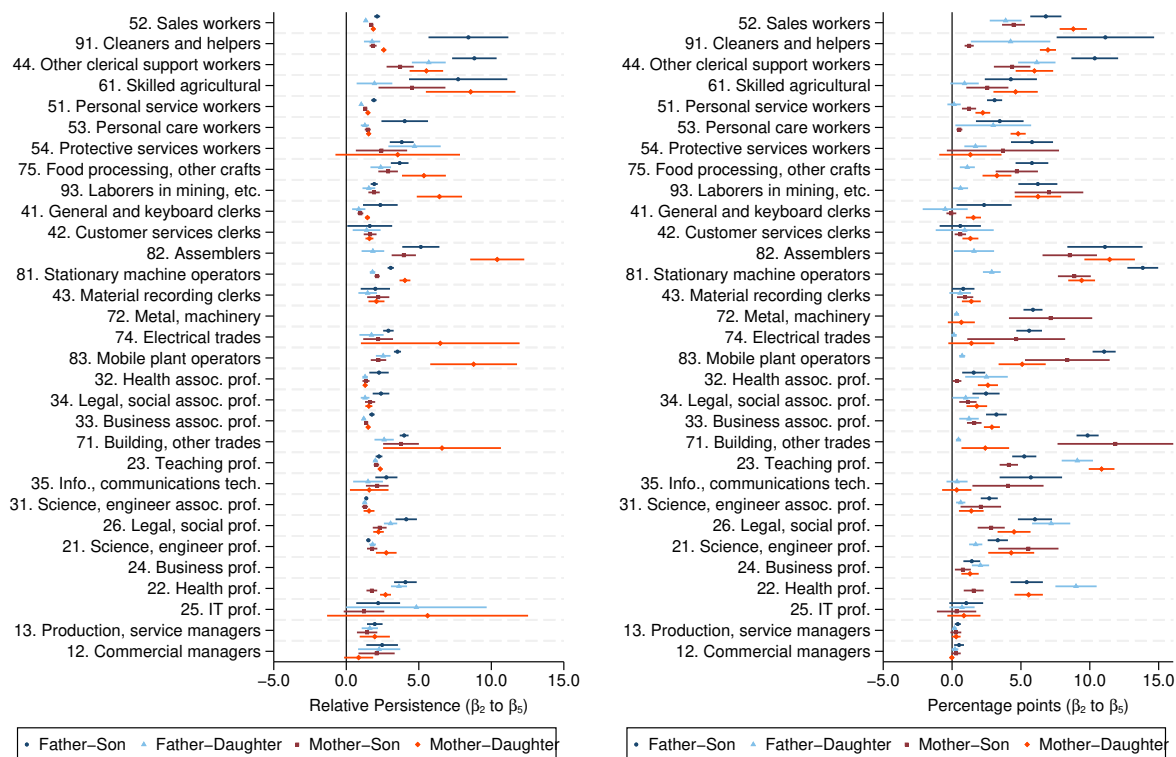 52. Sales workers
91. Cleaners and helpers
44. Other clerical support workers
61. Skilled agricultural
51. Personal service workers
53. Personal care workers
54. Protective services workers
75. Food processing, other crafts
93. Laborers in mining, etc.
41. General and keyboard clerks
42. Customer services clerks
82. Assemblers
81. Stationary machine operators
43. Material recording clerks
72. Metal, machinery
74. Electrical trades
83. Mobile plant operators
32. Health assoc. prof.
34. Legal, social assoc. prof.
33. Business assoc. prof.
71. Building, other trades
23. Teaching prof.
35. Info., communications tech.
31. Science, engineer assoc. prof.
26. Legal, social prof.
21. Science, engineer prof.
24. Business prof.
22. Health prof.
25. IT prof.
13. Production, service managers
12. Commercial managers
−5.0 0.0 5.0 10.0 15.0
Relative Persistence (β₂ to β₅)
Father−Son Father−Daughter Mother−Son Mother−Daughter
52. Sales workers
91. Cleaners and helpers
44. Other clerical support workers
61. Skilled agricultural
51. Personal service workers
53. Personal care workers
54. Protective services workers
75. Food processing, other crafts
93. Laborers in mining, etc.
41. General and keyboard clerks
42. Customer services clerks
82. Assemblers
81. Stationary machine operators
43. Material recording clerks
72. Metal, machinery
74. Electrical trades
83. Mobile plant operators
32. Health assoc. prof.
34. Legal, social assoc. prof.
33. Business assoc. prof.
71. Building, other trades
23. Teaching prof.
35. Info., communications tech.
31. Science, engineer assoc. prof.
26. Legal, social prof.
21. Science, engineer prof.
24. Business prof.
22. Health prof.
25. IT prof.
13. Production, service managers
12. Commercial managers
−5.0 0.0 5.0 10.0 15.0
Percentage points (β₂ to β₅)
Father−Son Father−Daughter Mother−Son Mother−Daughter